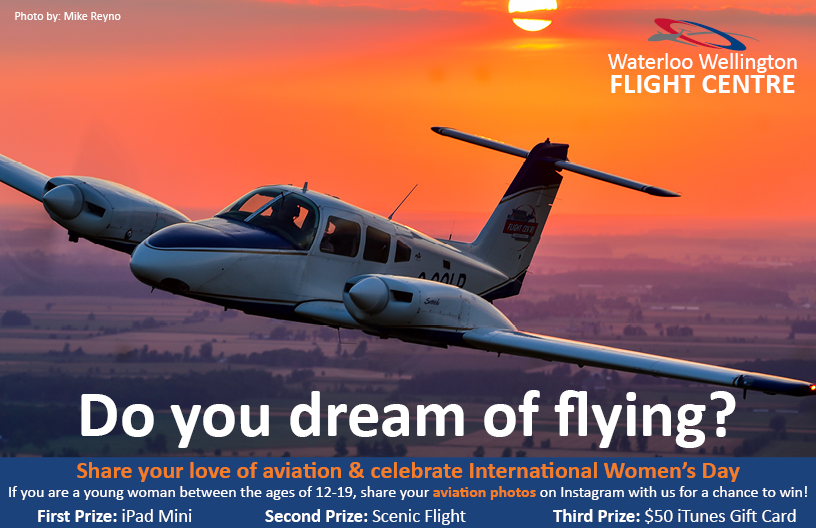 Photo by: Mike Reyno
Waterloo Wellington
FLIGHT CENTRE
Do you dream of flying?
Share your love of aviation & celebrate International Women's Day
If you are a young woman between the ages of 12-19, share your aviation photos on Instagram with us for a chance to win!
First Prize: iPad Mini Second Prize: Scenic Flight Third Prize: $50 iTunes Gift Card